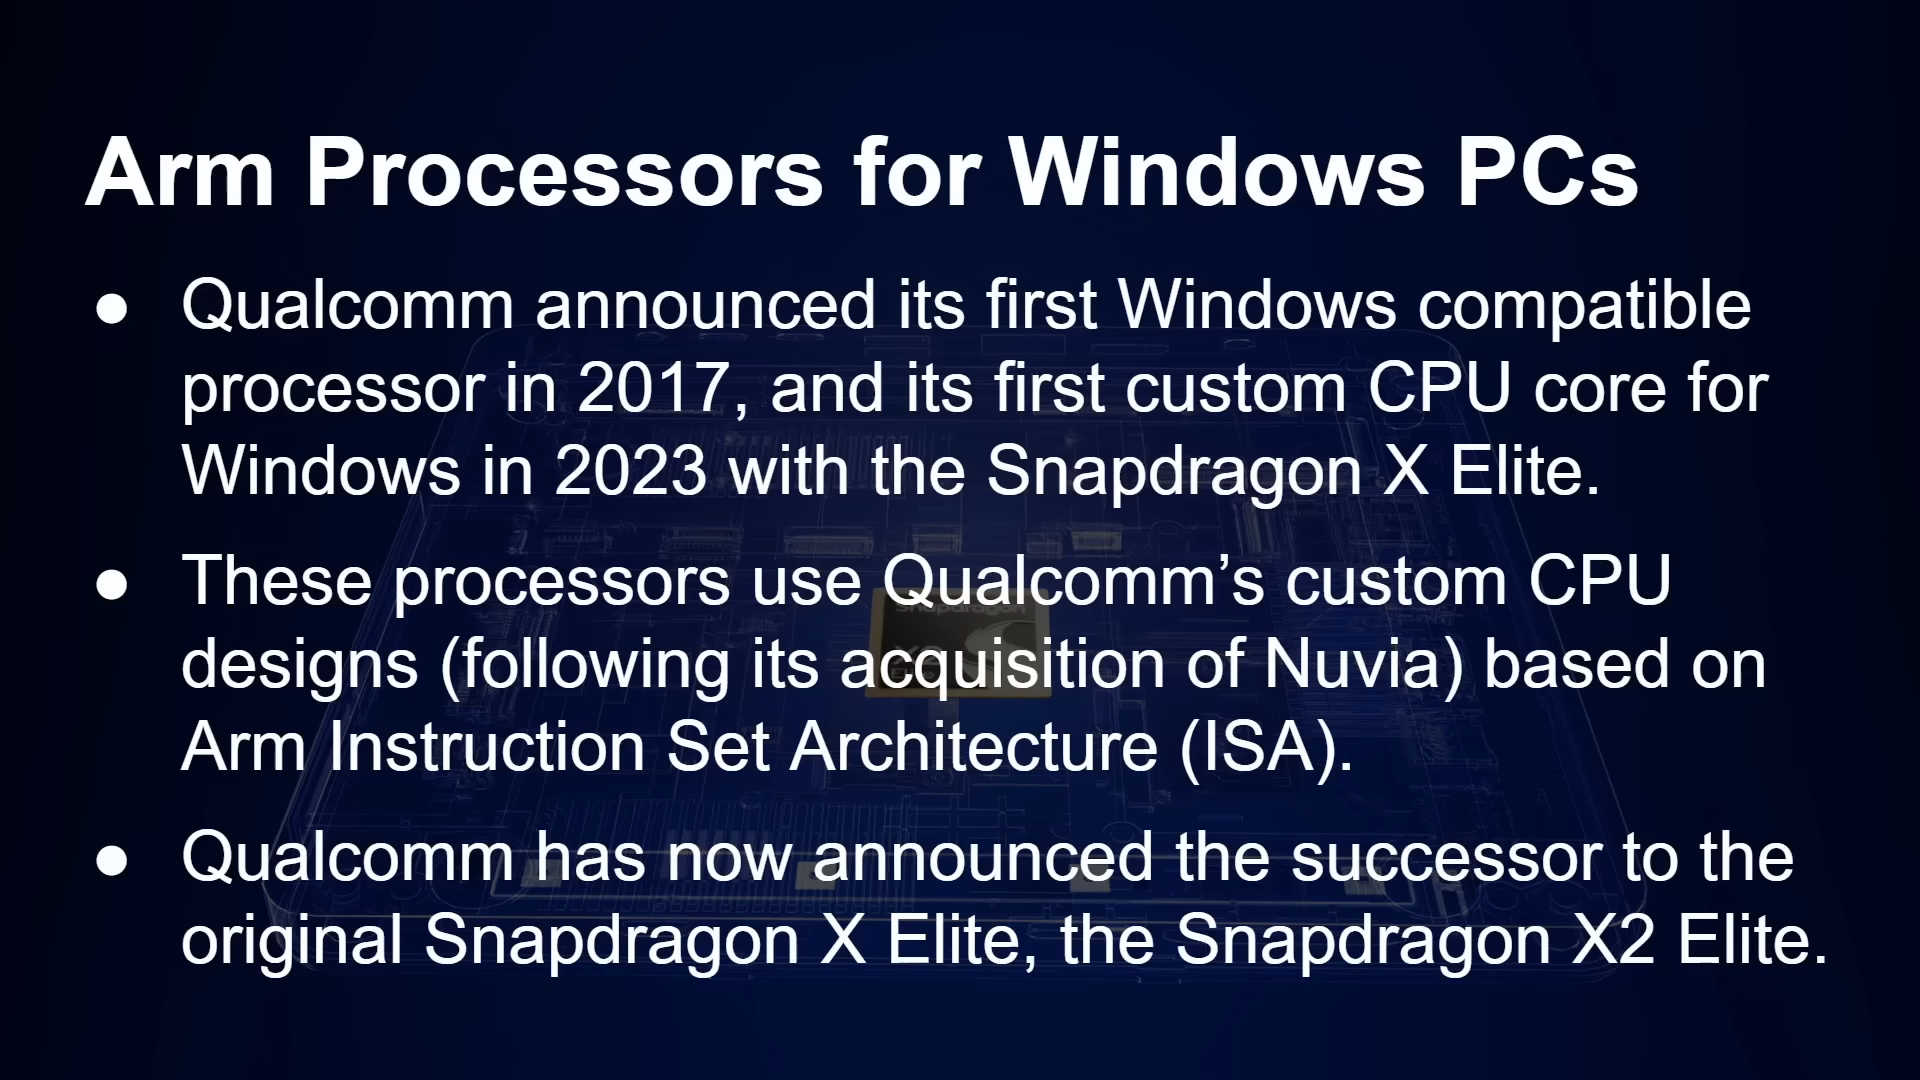 Arm Processors for Windows PCs
● Qualcomm announced its first Windows compatible
processor in 2017, and its first custom CPU core for
Windows in 2023 with the Snapdragon X Elite.
● These processors use Qualcomm’s custom CPU
designs (following its acquisition of Nuvia) based on
Arm Instruction Set Architecture (ISA).
● Qualcomm has now announced the successor to the
original Snapdragon X Elite, the Snapdragon X2 Elite.
snapdragon
X2
Elite